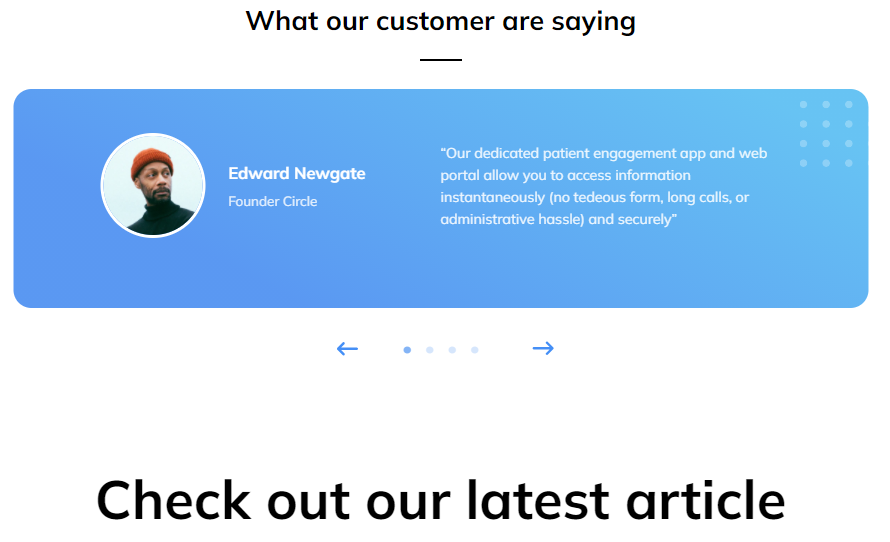 What our customer are saying
Edward Newgate
Founder Circle
“Our dedicated patient engagement app and web
portal allow you to access information
instantaneously (no tedeous form, long calls, or
administrative hassle) and securely”
Check out our latest article